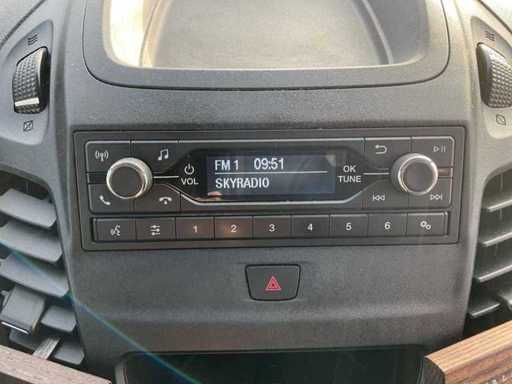 FM 1 09:51
SKYRADIO
VOL
OK
TUNE
1 2 3 4 5 6